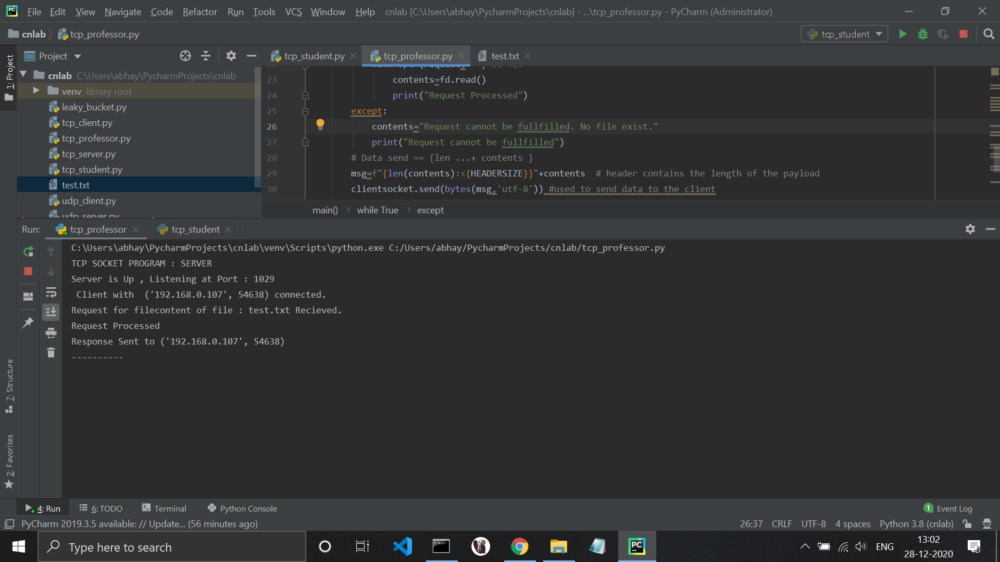 File Edit View Navigate Code Refactor Run Tools VCS Window Help cnlab [C:\Users\abhay\PycharmProjects\cnlab] - ...\tcp_professor.py - PyCharm (Administrator)
cnlab tcp_professor.py tcp_student
1: Project
Project
cnlab C:\Users\abhay\PycharmProjects\cnlab
venv library root
leaky_bucket.py
tcp_client.py
tcp_professor.py
tcp_server.py
tcp_student.py
test.txt
udp_client.py
udp_server.py
tcp_student.py tcp_professor.py test.txt
23 contents=fd.read()
24 print("Request Processed")
25 except:
26 contents="Request cannot be fullfilled. No file exist."
27 print("Request cannot be fullfilled")
28 # Data send == {len ...+ contents }
29 msg=f"{len(contents):<{HEADERSIZE}}"+contents # header contains the length of the payload
30 clientsocket.send(bytes(msg,'utf-8')) #used to send data to the client
main() while True except
Run: tcp_professor tcp_student
C:\Users\abhay\PycharmProjects\cnlab\venv\Scripts\python.exe C:/Users/abhay/PycharmProjects/cnlab/tcp_professor.py
TCP SOCKET PROGRAM : SERVER
Server is Up , Listening at Port : 1029
Client with ('192.168.0.107', 54638) connected.
Request for filecontent of file : test.txt Recieved.
Request Processed
Response Sent to ('192.168.0.107', 54638)
----------
7: Structure
2: Favorites
4: Run 6: TODO Terminal Python Console 1 Event Log
PyCharm 2019.3.5 available: // Update... (56 minutes ago) 26:37 CRLF UTF-8 4 spaces Python 3.8 (cnlab)
Type here to search ENG 13:02
28-12-2020